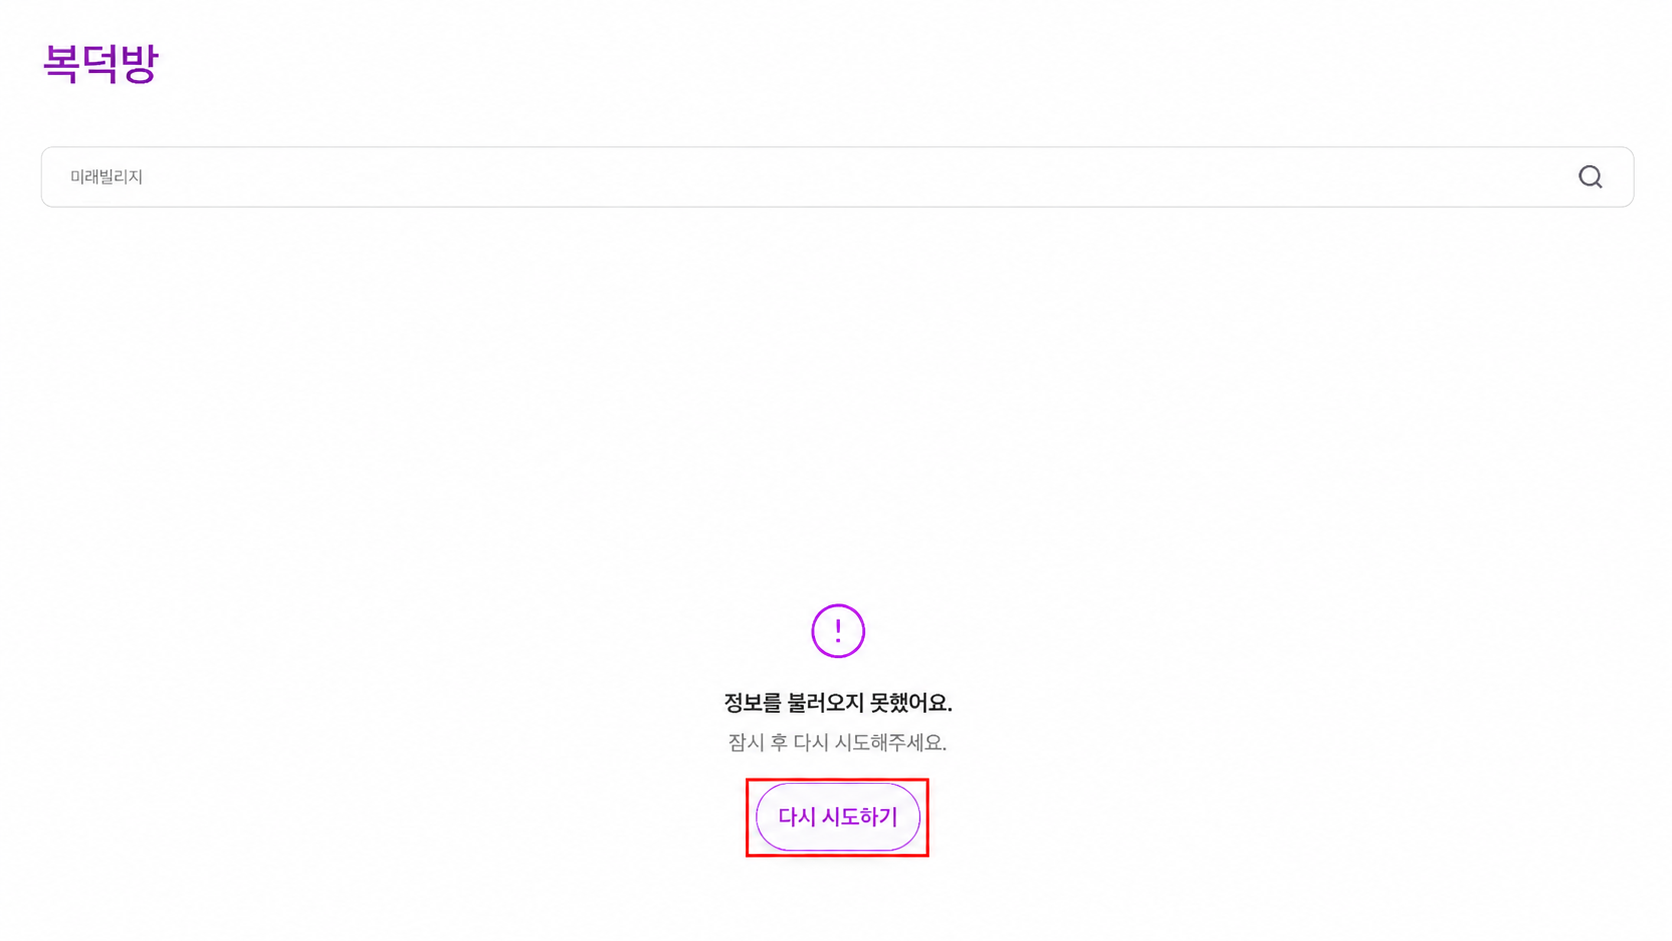 복덕방
미래빌리지
!
정보를 불러오지 못했어요.
잠시 후 다시 시도해주세요.
다시 시도하기